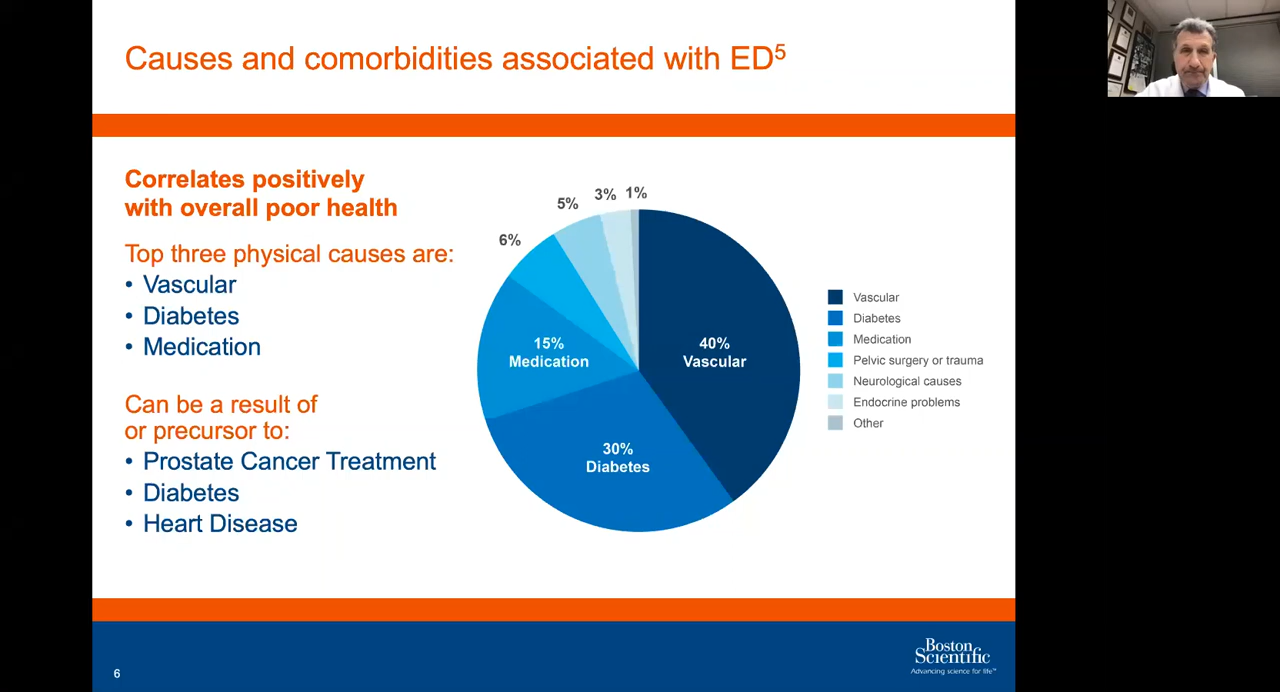 Causes and comorbidities associated with ED5
Correlates positively
with overall poor health
Top three physical causes are:
• Vascular
• Diabetes
• Medication
Can be a result of
or precursor to:
• Prostate Cancer Treatment
• Diabetes
• Heart Disease
1%
3%
5%
6%
15%
Medication
40%
Vascular
30%
Diabetes
Vascular
Diabetes
Medication
Pelvic surgery or trauma
Neurological causes
Endocrine problems
Other
6
Boston
Scientific
Advancing science for life™